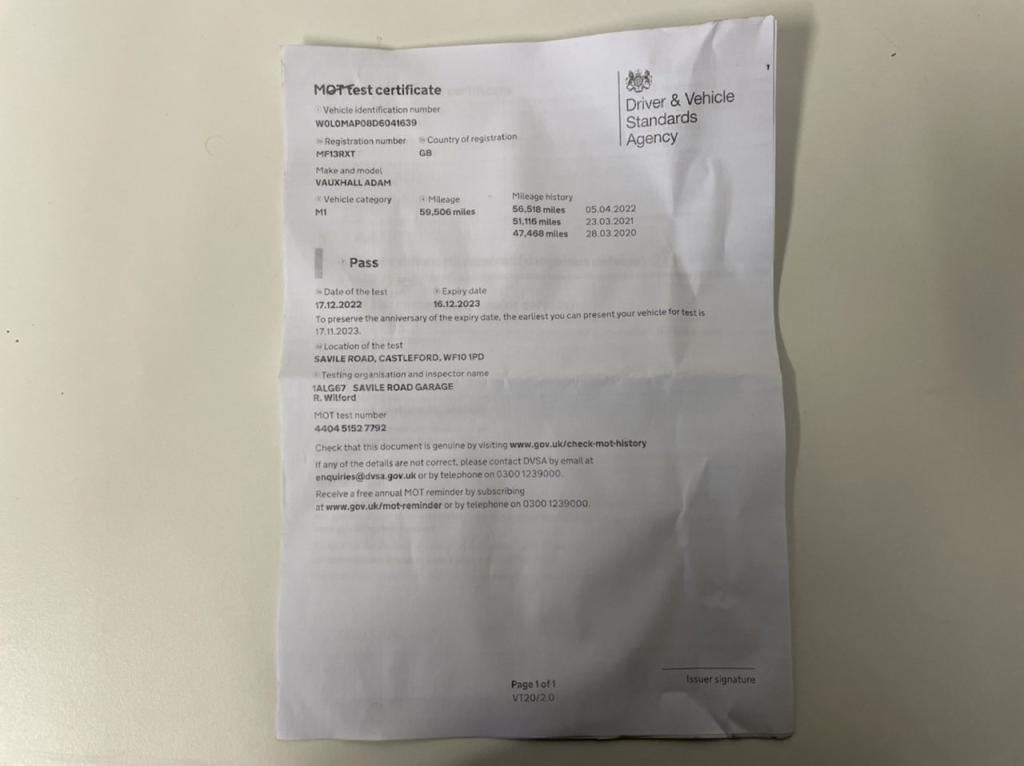 MOT test certificate
Driver & Vehicle
Standards
Agency
Vehicle identification number
W0L0MAP08D6041639
Registration number Country of registration
MF13RXT GB
Make and model
VAUXHALL ADAM
Vehicle category Mileage Mileage history
M1 59,506 miles 56,518 miles 05.04.2022
51,116 miles 23.03.2021
47,468 miles 28.03.2020
Pass
Date of the test Expiry date
17.12.2022 16.12.2023
To preserve the anniversary of the expiry date, the earliest you can present your vehicle for test is
17.11.2023.
Location of the test
SAVILE ROAD, CASTLEFORD, WF10 1PD
Testing organisation and inspector name
1ALG67 SAVILE ROAD GARAGE
R. Wilford
MOT test number
4404 5152 7792
Check that this document is genuine by visiting www.gov.uk/check-mot-history
If any of the details are not correct, please contact DVSA by email at
enquiries@dvsa.gov.uk or by telephone on 0300 1239000.
Receive a free annual MOT reminder by subscribing
at www.gov.uk/mot-reminder or by telephone on 0300 1239000.
Issuer signature
Page 1 of 1
VT20/2.0